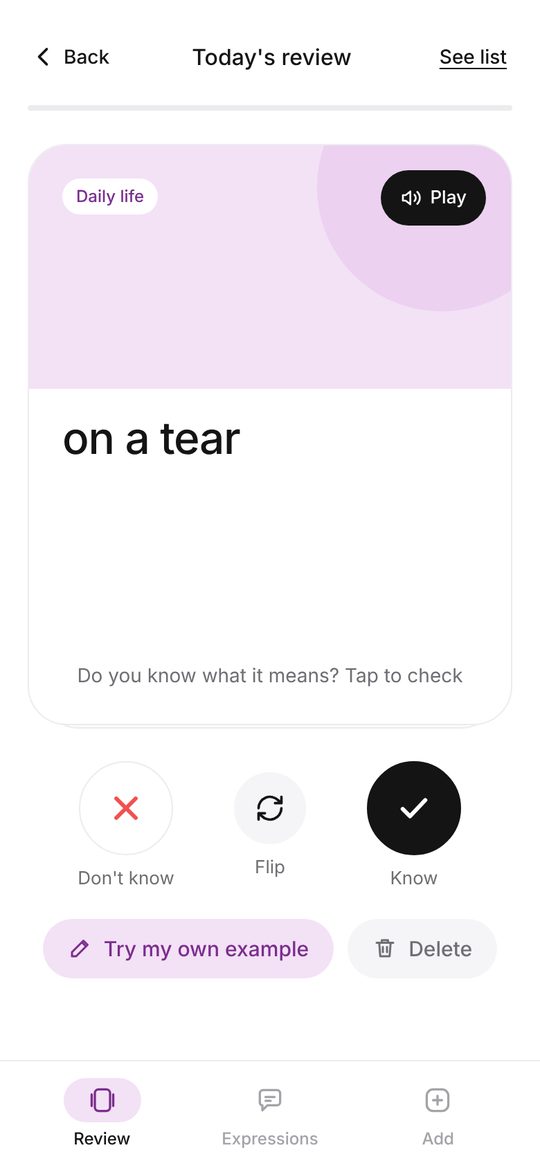 Back
Today's review
See list
Daily life
Play
on a tear
Do you know what it means? Tap to check
Don't know
Flip
Know
Try my own example
Delete
Review
Expressions
Add